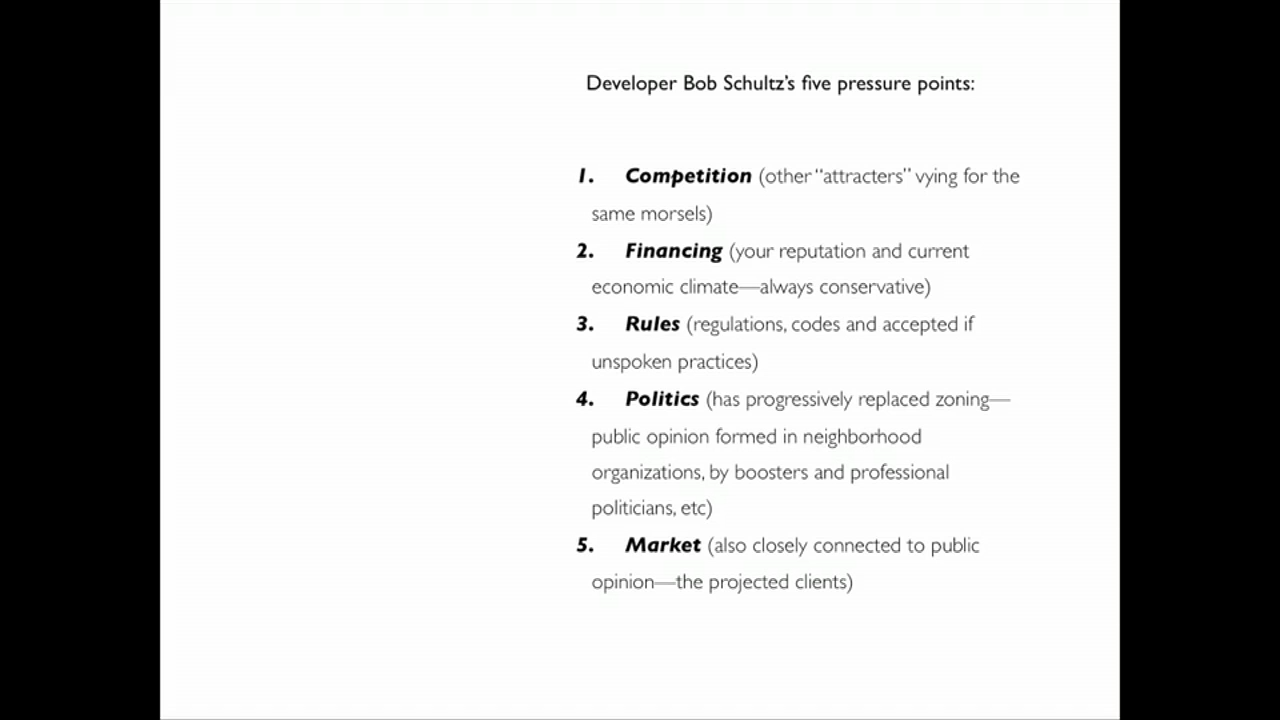 Developer Bob Schultz’s five pressure points:
1. Competition (other “attracters” vying for the
same morsels)
2. Financing (your reputation and current
economic climate—always conservative)
3. Rules (regulations, codes and accepted if
unspoken practices)
4. Politics (has progressively replaced zoning—
public opinion formed in neighborhood
organizations, by boosters and professional
politicians, etc)
5. Market (also closely connected to public
opinion—the projected clients)